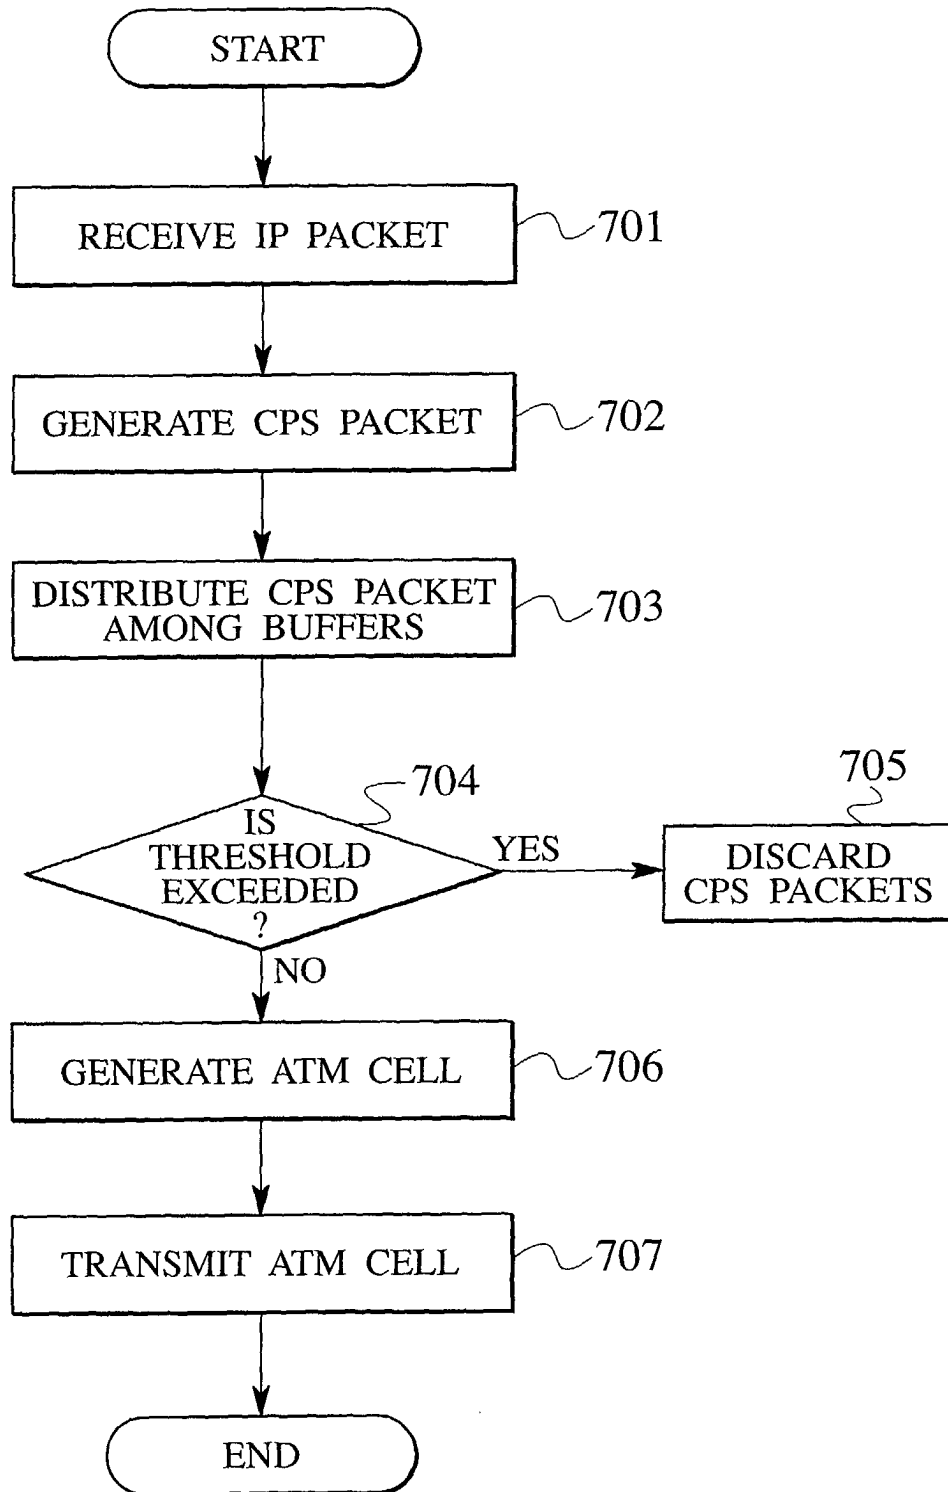 START
RECEIVE IP PACKET
701
GENERATE CPS PACKET
702
DISTRIBUTE CPS PACKET
AMONG BUFFERS
703
704
IS
THRESHOLD
EXCEEDED
?
YES
705
DISCARD
CPS PACKETS
NO
GENERATE ATM CELL
706
TRANSMIT ATM CELL
707
END